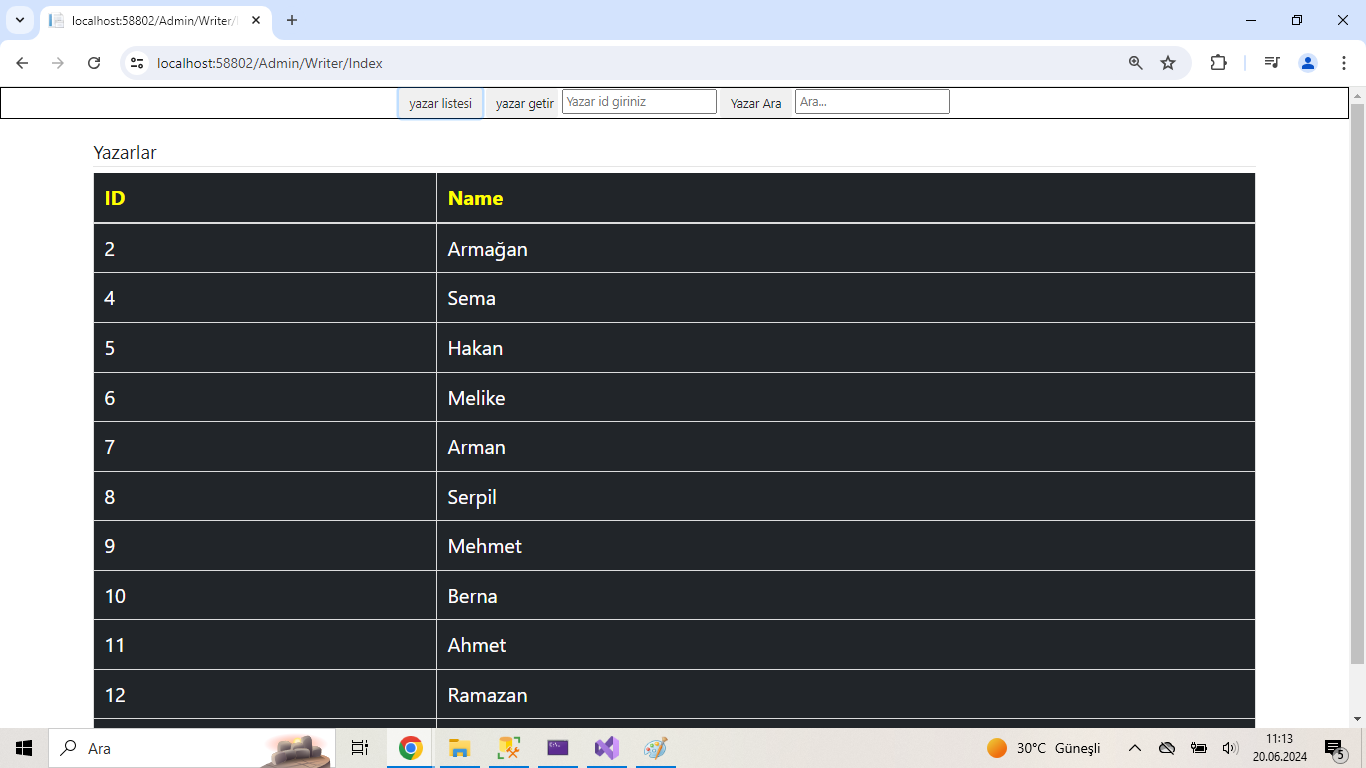 localhost:58802/Admin/Writer/I
localhost:58802/Admin/Writer/Index
yazar listesi yazar getir Yazar id giriniz Yazar Ara Ara...
Yazarlar
ID Name
2 Armağan
4 Sema
5 Hakan
6 Melike
7 Arman
8 Serpil
9 Mehmet
10 Berna
11 Ahmet
12 Ramazan
Ara 30°C Güneşli 11:13
20.06.2024 5